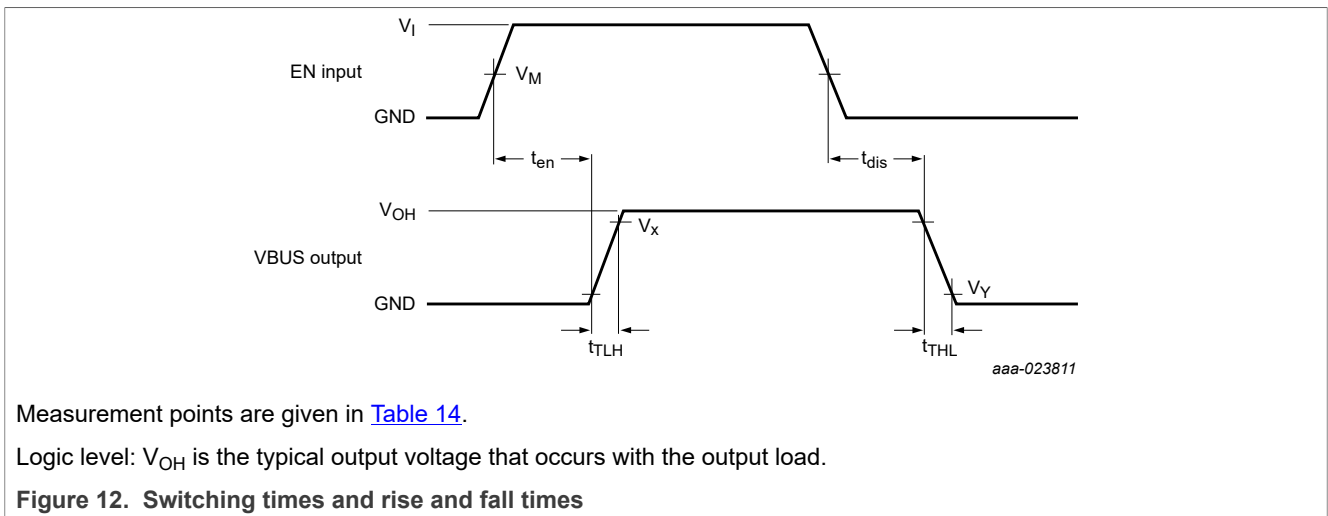 VI
EN input
VM
GND
ten
tdis
VOH
Vx
VBUS output
VY
GND
tTLH
tTHL
aaa-023811
Measurement points are given in Table 14.
Logic level: VOH is the typical output voltage that occurs with the output load.
Figure 12. Switching times and rise and fall times